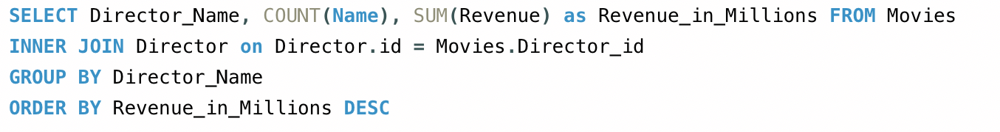 SELECT Director_Name, COUNT(Name), SUM(Revenue) as Revenue_in_Millions FROM Movies
INNER JOIN Director on Director.id = Movies.Director_id
GROUP BY Director_Name
ORDER BY Revenue_in_Millions DESC